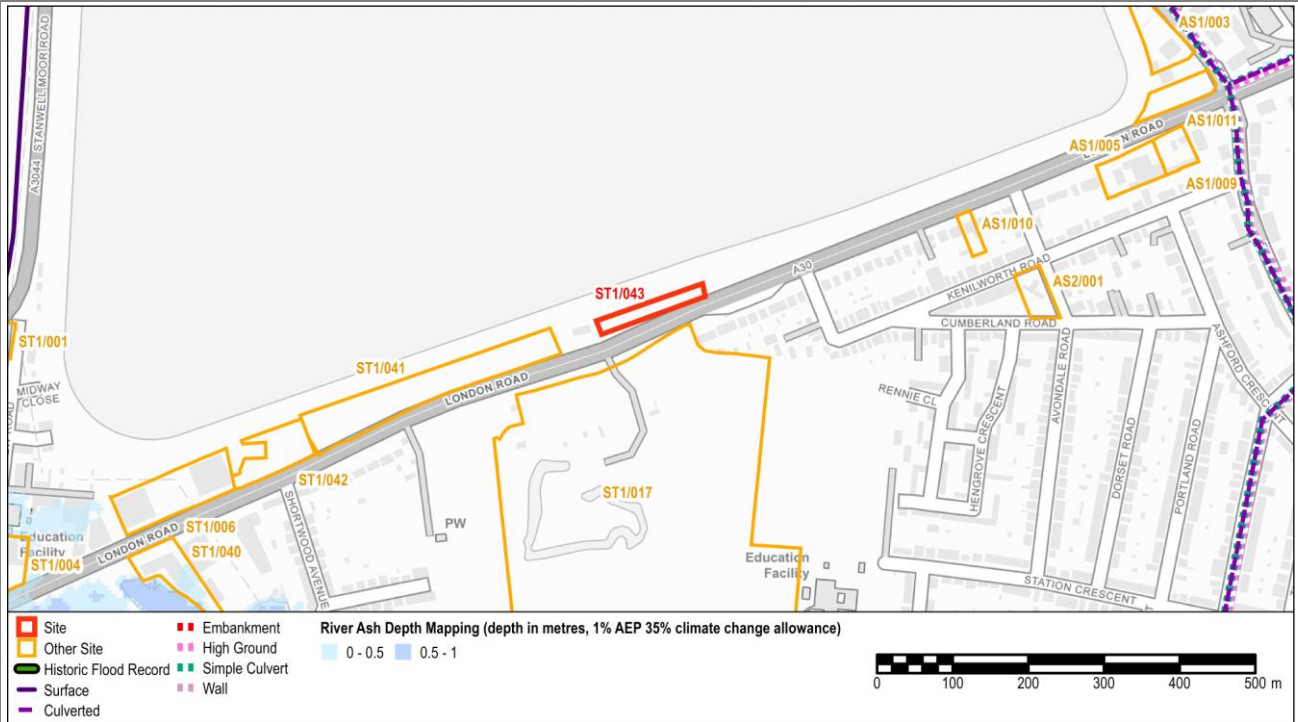 AS1/003
A3044 STANWELL MOOR ROAD
LONDON ROAD
AS1/011
AS1/005
AS1/009
AS1/010
A30
KENILWORTH ROAD
ST1/043
AS2/001
CUMBERLAND ROAD
ST1/001
MIDWAY
CLOSE
ST1/041
LONDON ROAD
ASHFORD CRESCENT
RENNIE CL
HENGROVE CRESCENT
AVONDALE ROAD
DORSET ROAD
PORTLAND ROAD
ST1/042
ST1/017
SHORTWOOD AVENUE
PW
ST1/006
LONDON ROAD
Education
Facility
ST1/040
ST1/004
Education
Facility
STATION CRESCENT
Site
Other Site
Historic Flood Record
Surface
Culverted
Embankment
High Ground
Simple Culvert
Wall
River Ash Depth Mapping (depth in metres, 1% AEP 35% climate change allowance)
0 - 0.5 0.5 - 1
0 100 200 300 400 500 m